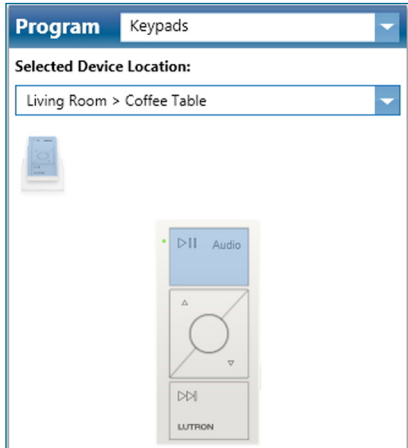 Program Keypads
Selected Device Location:
Living Room > Coffee Table
Audio
LUTRON